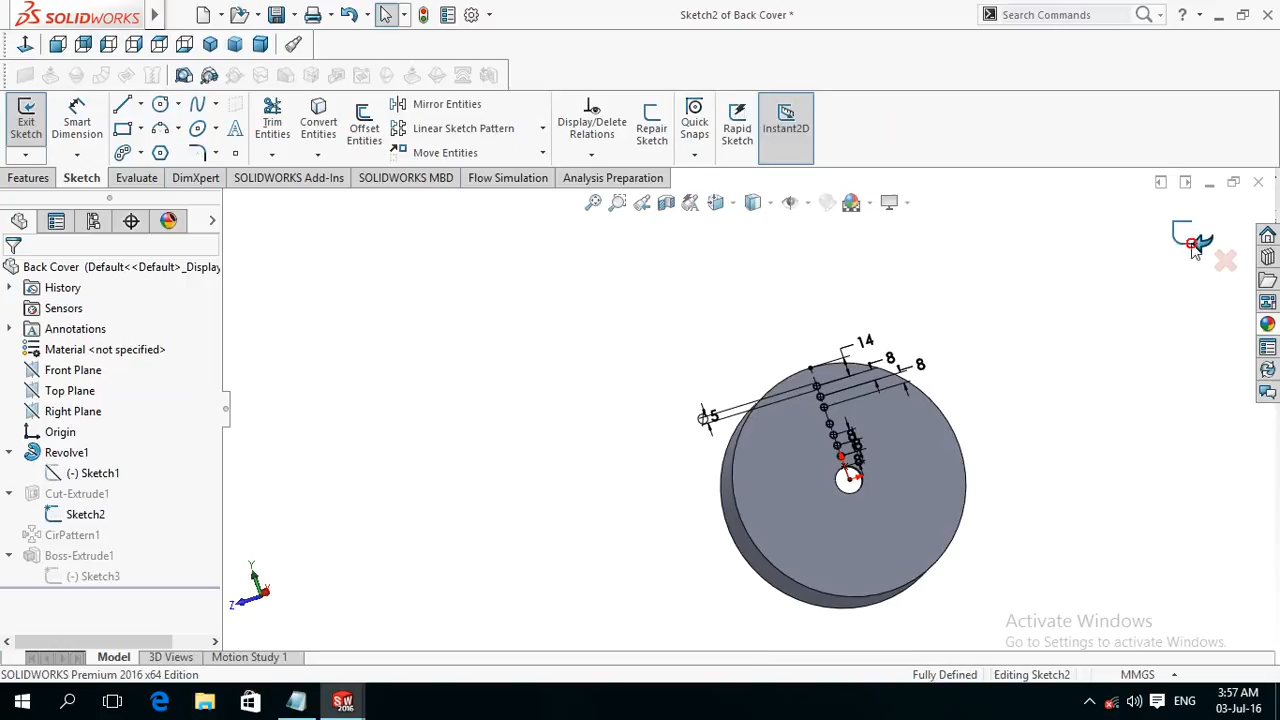 SOLIDWORKS
Sketch2 of Back Cover *
Search Commands
?
Exit Sketch
Smart Dimension
Trim Entities
Convert Entities
Offset Entities
Mirror Entities
Linear Sketch Pattern
Move Entities
Display/Delete Relations
Repair Sketch
Quick Snaps
Rapid Sketch
Instant2D
Features
Sketch
Evaluate
DimXpert
SOLIDWORKS Add-Ins
SOLIDWORKS MBD
Flow Simulation
Analysis Preparation
Back Cover (Default<<Default>_Display
History
Sensors
Annotations
Material <not specified>
Front Plane
Top Plane
Right Plane
Origin
Revolve1
(-) Sketch1
Cut-Extrude1
Sketch2
CirPattern1
Boss-Extrude1
(-) Sketch3
14
8
8
5
Y
Z
Activate Windows
Go to Settings to activate Windows.
Model
3D Views
Motion Study 1
SOLIDWORKS Premium 2016 x64 Edition
Fully Defined
Editing Sketch2
MMGS
SW 2016
ENG
3:57 AM
03-Jul-16